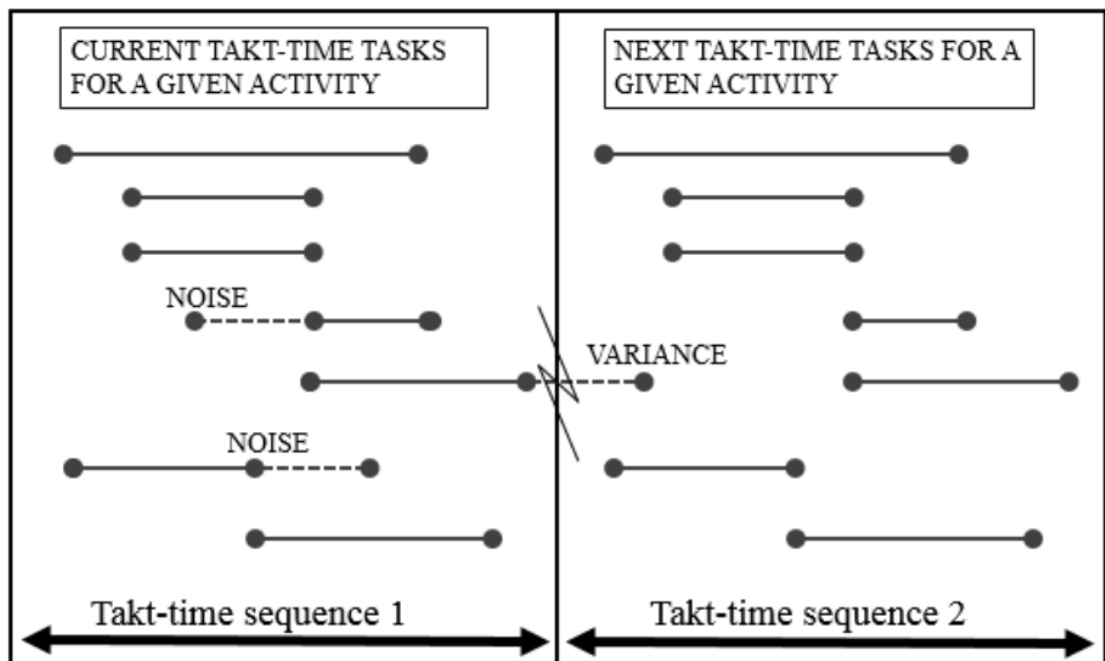 CURRENT TAKT-TIME TASKS
FOR A GIVEN ACTIVITY
NEXT TAKT-TIME TASKS FOR A
GIVEN ACTIVITY
NOISE
VARIANCE
NOISE
Takt-time sequence 1
Takt-time sequence 2